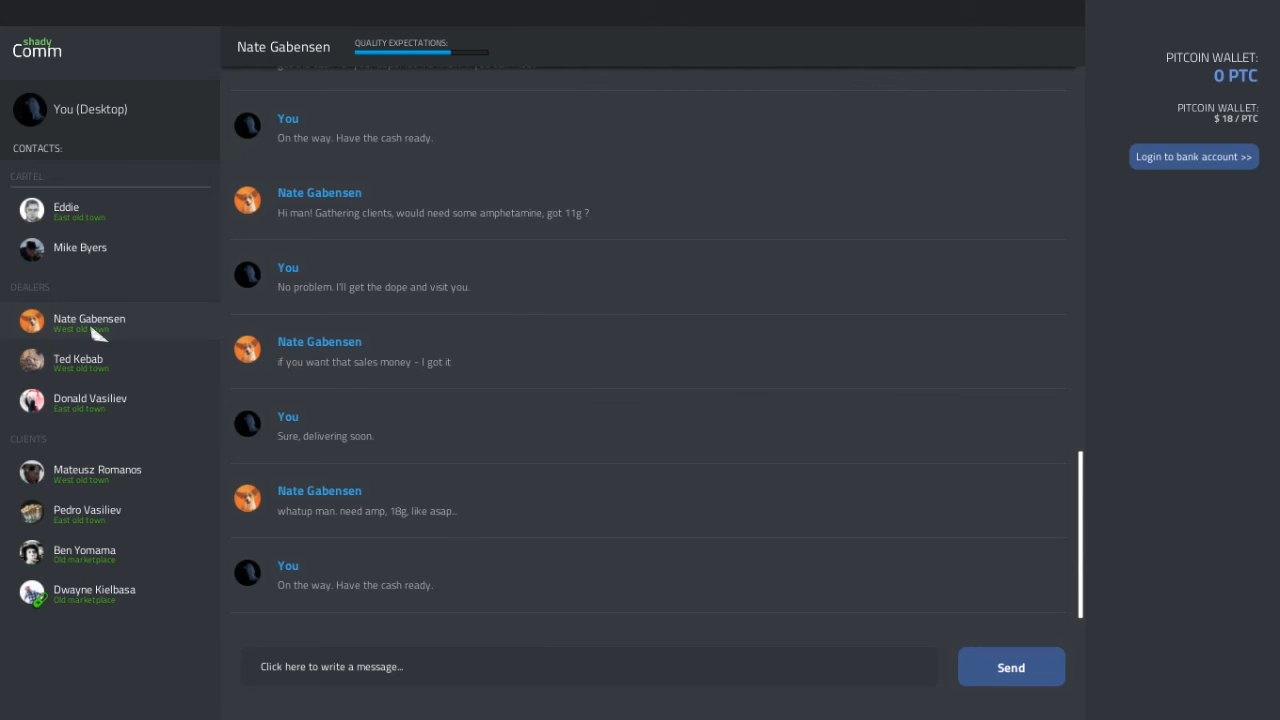 shady
Comm
You (Desktop)
CONTACTS:
CARTEL
Eddie
East old town
Mike Byers
DEALERS
Nate Gabensen
West old town
Ted Kebab
West old town
Donald Vasiliev
East old town
CLIENTS
Mateusz Romanos
West old town
Pedro Vasiliev
East old town
Ben Yomama
Old marketplace
Dwayne Kielbasa
Old marketplace
Nate Gabensen
QUALITY EXPECTATIONS:
You
On the way. Have the cash ready.
Nate Gabensen
Hi man! Gathering clients, would need some amphetamine, got 11g ?
You
No problem. I'll get the dope and visit you.
Nate Gabensen
if you want that sales money - I got it
You
Sure, delivering soon.
Nate Gabensen
whatup man. need amp, 18g, like asap..
You
On the way. Have the cash ready.
Click here to write a message...
Send
PITCOIN WALLET:
0 PTC
PITCOIN WALLET:
$ 18 / PTC
Login to bank account >>